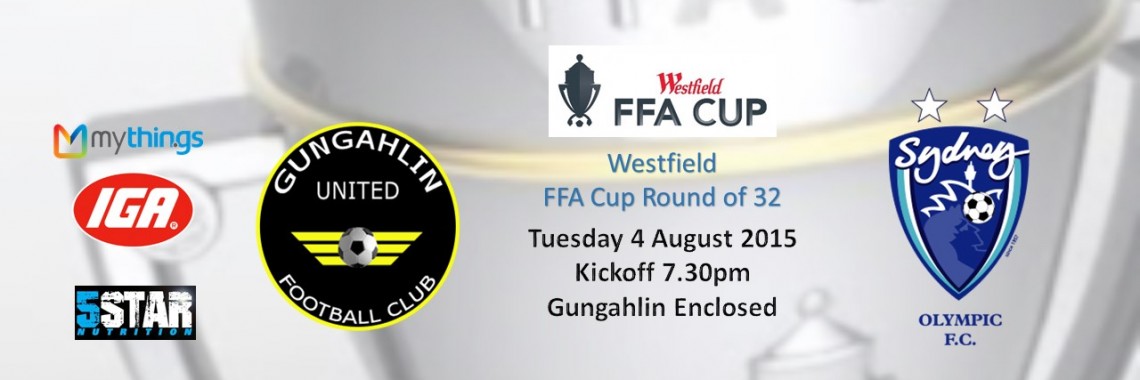 mythings
IGA
5STAR
NUTRITION
GUNGAHLIN
UNITED
FOOTBALL CLUB
Westfield
FFA CUP
Westfield
FFA Cup Round of 32
Tuesday 4 August 2015
Kickoff 7.30pm
Gungahlin Enclosed
Sydney
OLYMPIC
F.C.